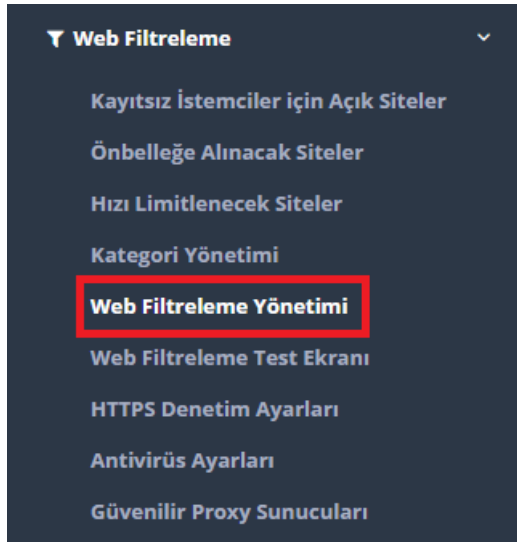 Web Filtreleme
Kayıtsız İstemciler için Açık Siteler
Önbelleğe Alınacak Siteler
Hızı Limitlenecek Siteler
Kategori Yönetimi
Web Filtreleme Yönetimi
Web Filtreleme Test Ekranı
HTTPS Denetim Ayarları
Antivirüs Ayarları
Güvenilir Proxy Sunucuları